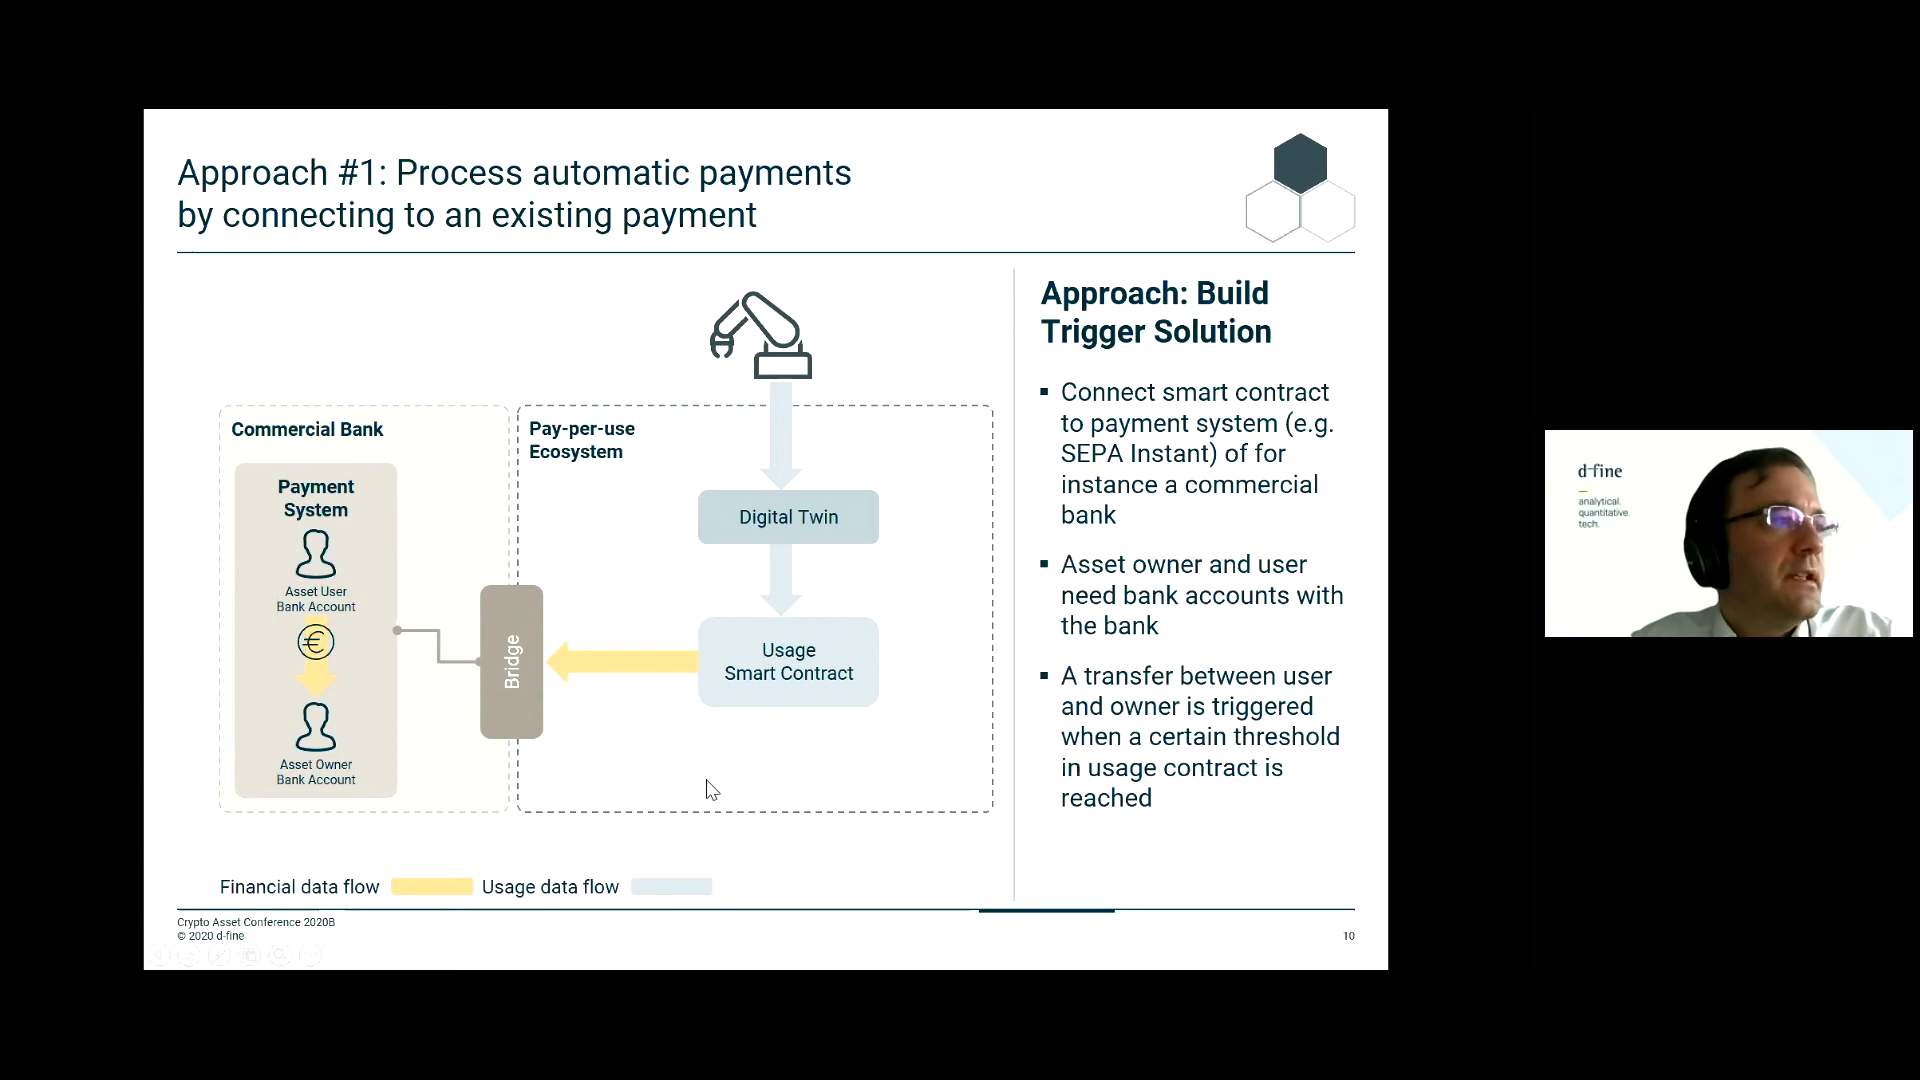 Approach #1: Process automatic payments
by connecting to an existing payment
Commercial Bank
Payment
System
Asset User
Bank Account
€
Asset Owner
Bank Account
Bridge
Pay-per-use
Ecosystem
Digital Twin
Usage
Smart Contract
Financial data flow
Usage data flow
Approach: Build
Trigger Solution
▪ Connect smart contract
to payment system (e.g.
SEPA Instant) of for
instance a commercial
bank
▪ Asset owner and user
need bank accounts with
the bank
▪ A transfer between user
and owner is triggered
when a certain threshold
in usage contract is
reached
Crypto Asset Conference 2020B
© 2020 d-fine
10
d-fine
analytical.
quantitative.
tech.